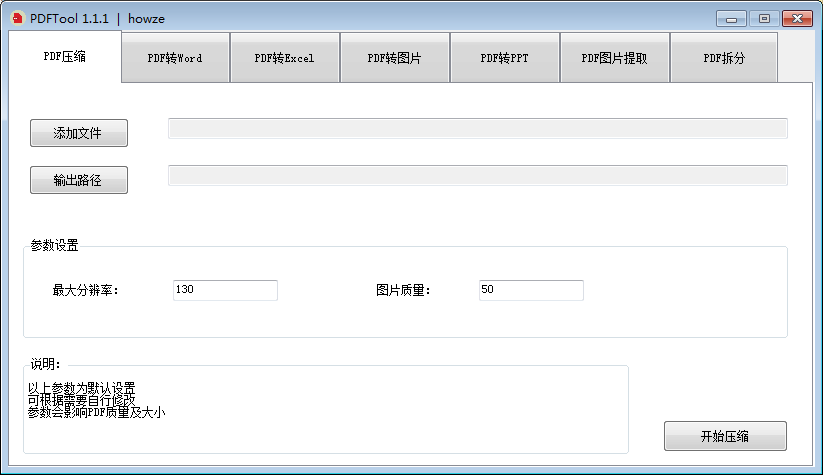 PDFTool 1.1.1 | howze
PDF压缩 PDF转Word PDF转Excel PDF转图片 PDF转PPT PDF图片提取 PDF拆分
添加文件
输出路径
参数设置
最大分辨率： 130 图片质量： 50
说明：
以上参数为默认设置
可根据需要自行修改
参数会影响PDF质量及大小
开始压缩